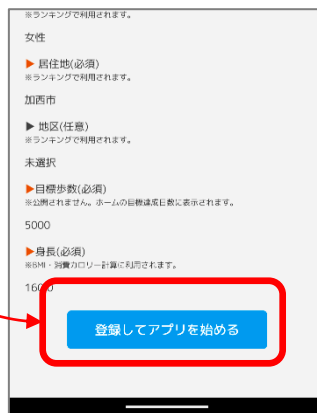 ※ランキングで利用されます。
女性
▶ 居住地(必須)
※ランキングで利用されます。
加西市
▶ 地区(任意)
※ランキングで利用されます。
未選択
▶目標歩数(必須)
※公開されません。ホームの目標達成日数に表示されます。
5000
▶身長(必須)
※BMI・消費カロリー計算に利用されます。
登録してアプリを始める